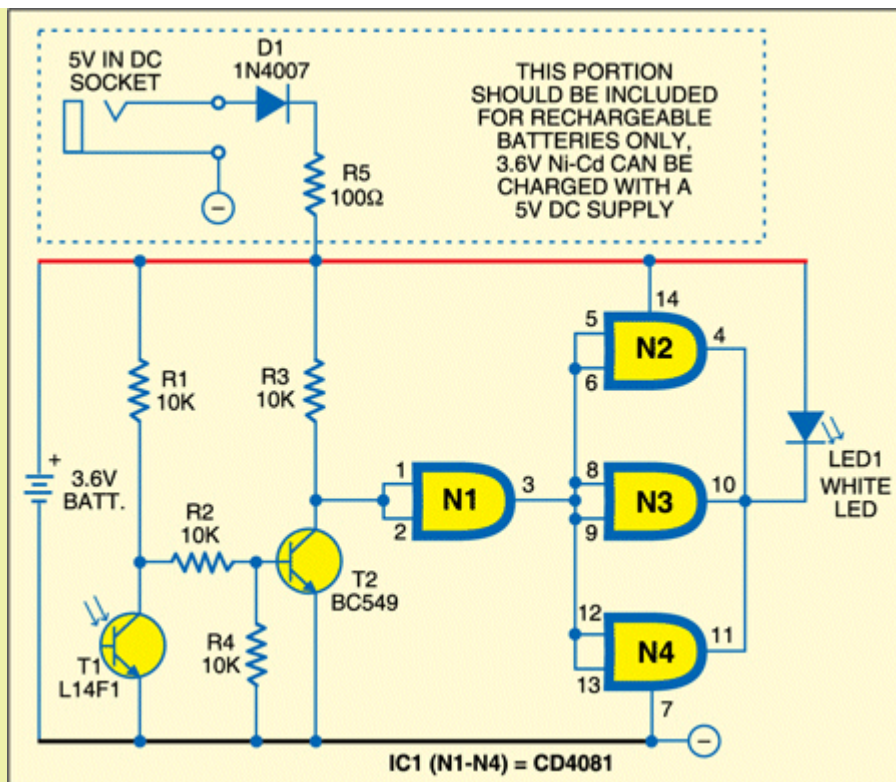 5V IN DC
SOCKET
D1
1N4007
R5
100Ω
THIS PORTION
SHOULD BE INCLUDED
FOR RECHARGEABLE
BATTERIES ONLY,
3.6V Ni-Cd CAN BE
CHARGED WITH A
5V DC SUPPLY
−
14
5
6
N2
4
R1
10K
R3
10K
+
3.6V
BATT.
1
2
N1
3
8
9
N3
10
LED1
WHITE
LED
R2
10K
T2
BC549
R4
10K
T1
L14F1
12
13
N4
11
7
−
IC1 (N1-N4) = CD4081